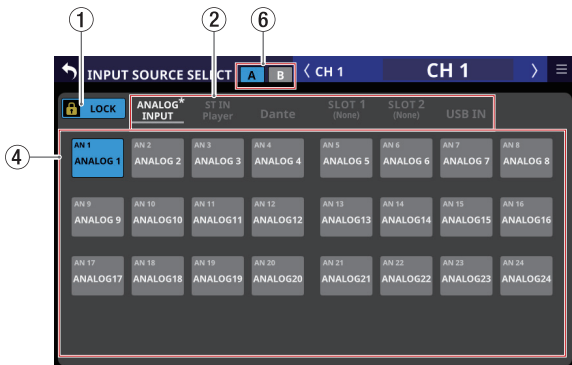 ① ② ⑥
INPUT SOURCE SELECT A B CH 1 CH 1
LOCK
ANALOG* INPUT
ST IN Player
Dante
SLOT 1 (None)
SLOT 2 (None)
USB IN
④
AN 1 AN 2 AN 3 AN 4 AN 5 AN 6 AN 7 AN 8
ANALOG 1 ANALOG 2 ANALOG 3 ANALOG 4 ANALOG 5 ANALOG 6 ANALOG 7 ANALOG 8
AN 9 AN 10 AN 11 AN 12 AN 13 AN 14 AN 15 AN 16
ANALOG 9 ANALOG10 ANALOG11 ANALOG12 ANALOG13 ANALOG14 ANALOG15 ANALOG16
AN 17 AN 18 AN 19 AN 20 AN 21 AN 22 AN 23 AN 24
ANALOG17 ANALOG18 ANALOG19 ANALOG20 ANALOG21 ANALOG22 ANALOG23 ANALOG24